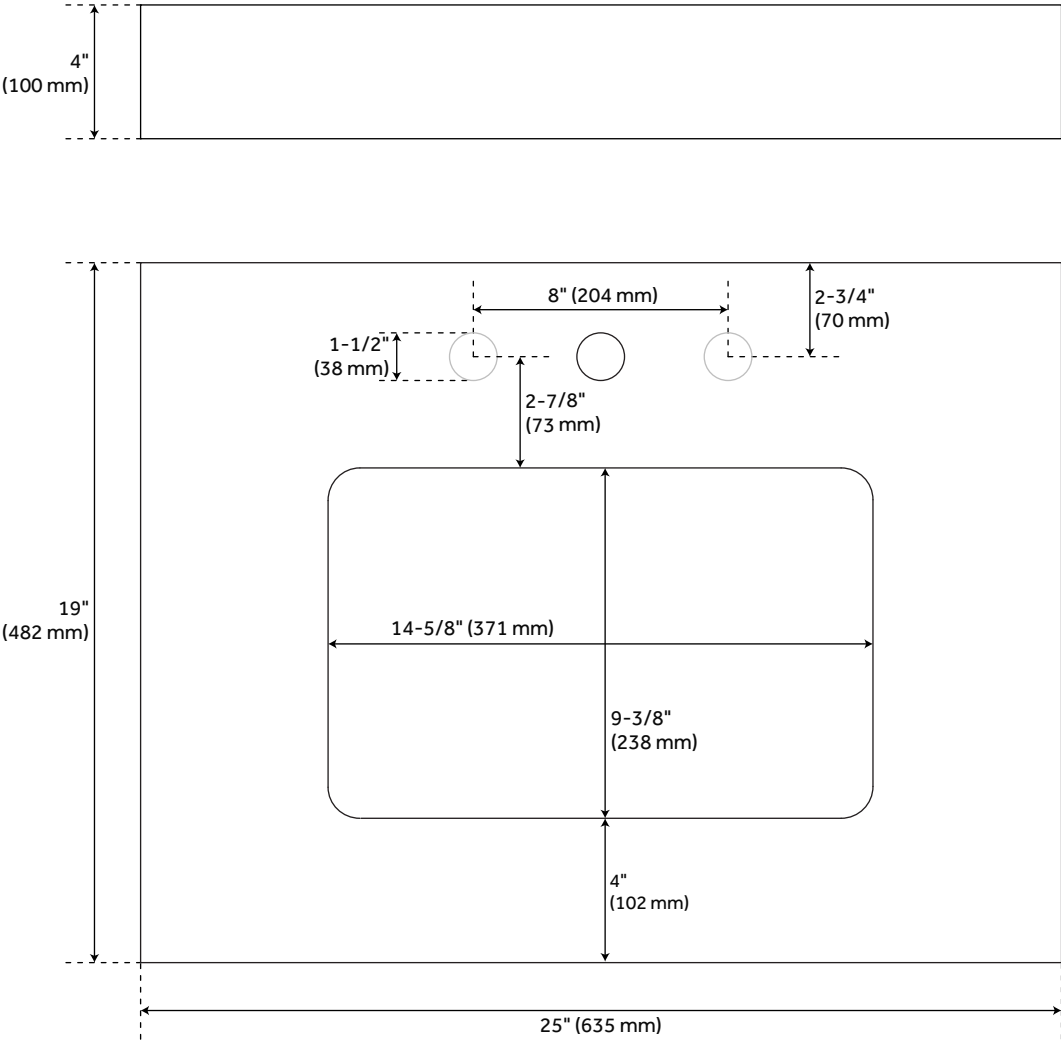 4"
(100 mm)
8" (204 mm)
2-3/4"
(70 mm)
1-1/2"
(38 mm)
2-7/8"
(73 mm)
19"
(482 mm)
14-5/8" (371 mm)
9-3/8"
(238 mm)
4"
(102 mm)
25" (635 mm)